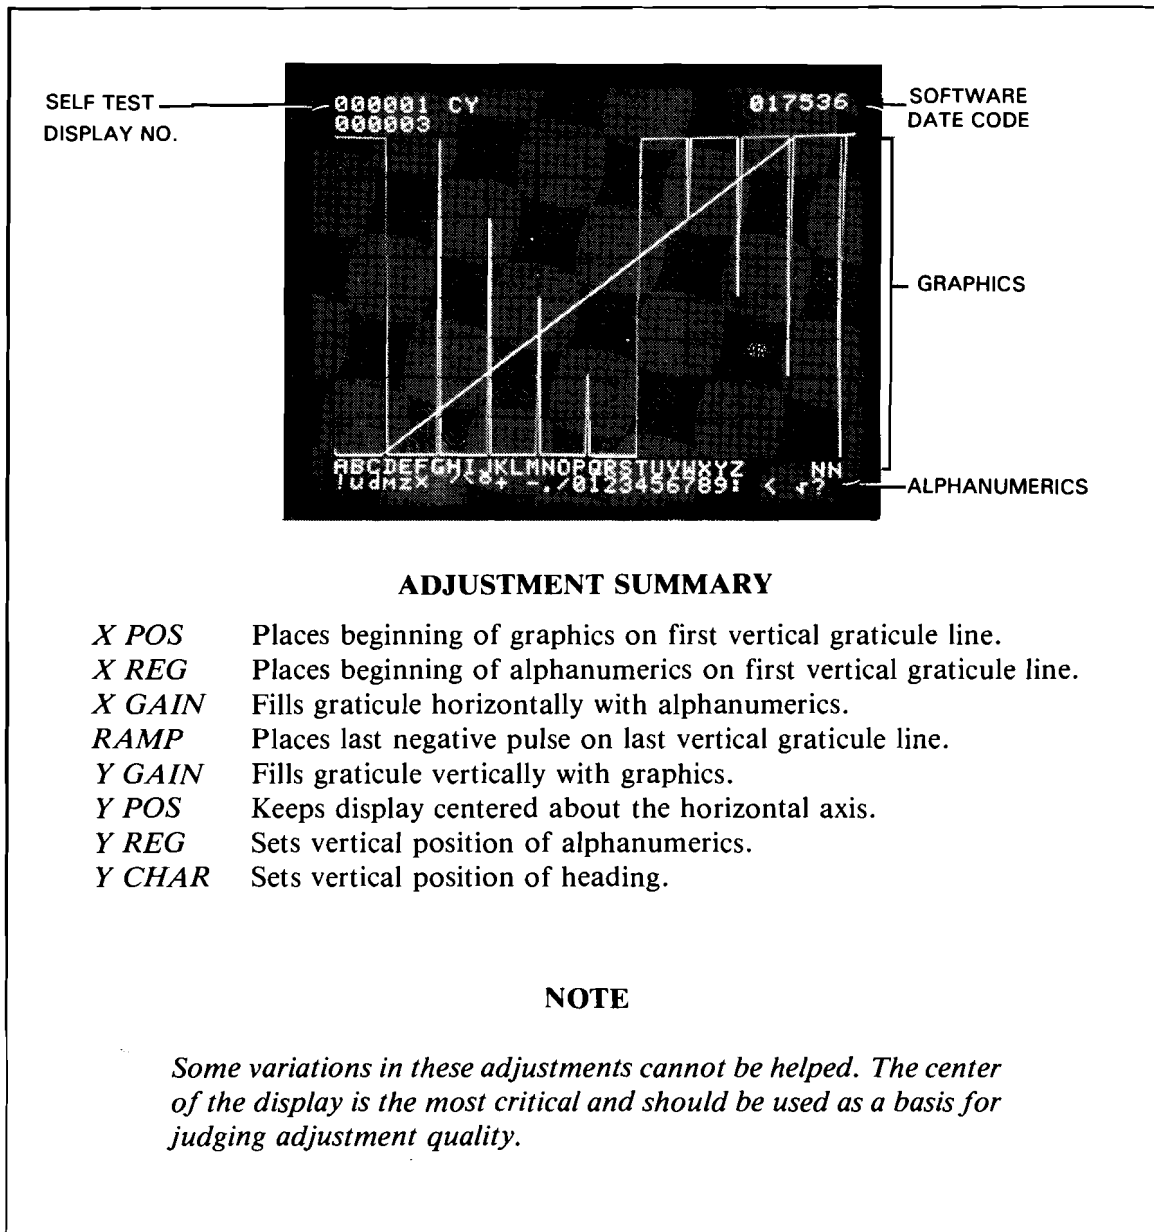 SELF TEST
DISPLAY NO.
000001 CY
000003
017536
SOFTWARE
DATE CODE
GRAPHICS
ABCDEFGHIJKLMNOPQRSTUVWXYZ NN
!udmzx /\°+ -./0123456789: < ?
ALPHANUMERICS
ADJUSTMENT SUMMARY
X POS Places beginning of graphics on first vertical graticule line.
X REG Places beginning of alphanumerics on first vertical graticule line.
X GAIN Fills graticule horizontally with alphanumerics.
RAMP Places last negative pulse on last vertical graticule line.
Y GAIN Fills graticule vertically with graphics.
Y POS Keeps display centered about the horizontal axis.
Y REG Sets vertical position of alphanumerics.
Y CHAR Sets vertical position of heading.
NOTE
Some variations in these adjustments cannot be helped. The center
of the display is the most critical and should be used as a basis for
judging adjustment quality.